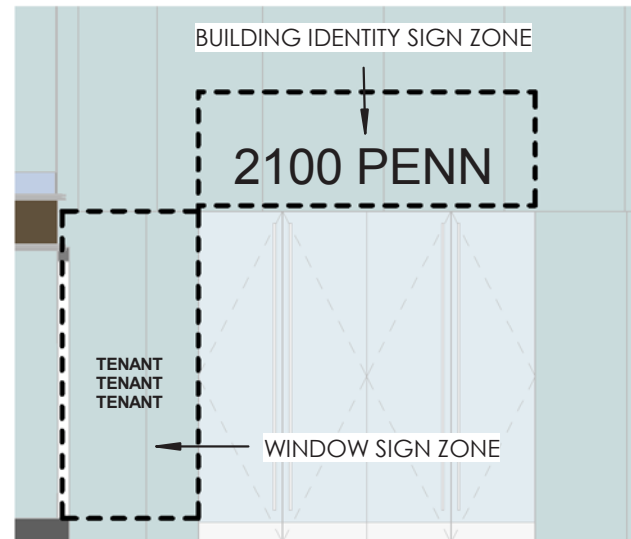 BUILDING IDENTITY SIGN ZONE
2100 PENN
TENANT
TENANT
TENANT
WINDOW SIGN ZONE